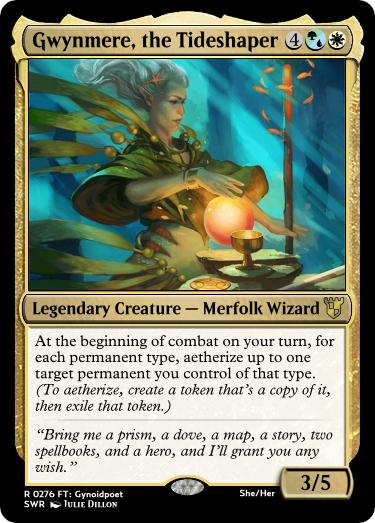 Gwynmere, the Tideshaper 4
Legendary Creature — Merfolk Wizard
At the beginning of combat on your turn,
for each permanent type, aetherize up to one
target permanent you control of that type.
(To aetherize, create a token that's a copy of it,
then exile that token.)
“Bring me a prism, a dove, a map, a story, two
spellbooks, and a hero, and I'll grant you any
wish.”
3/5
R 0276 FT: Gynoidpoet
She/Her
SWR Julie Dillon